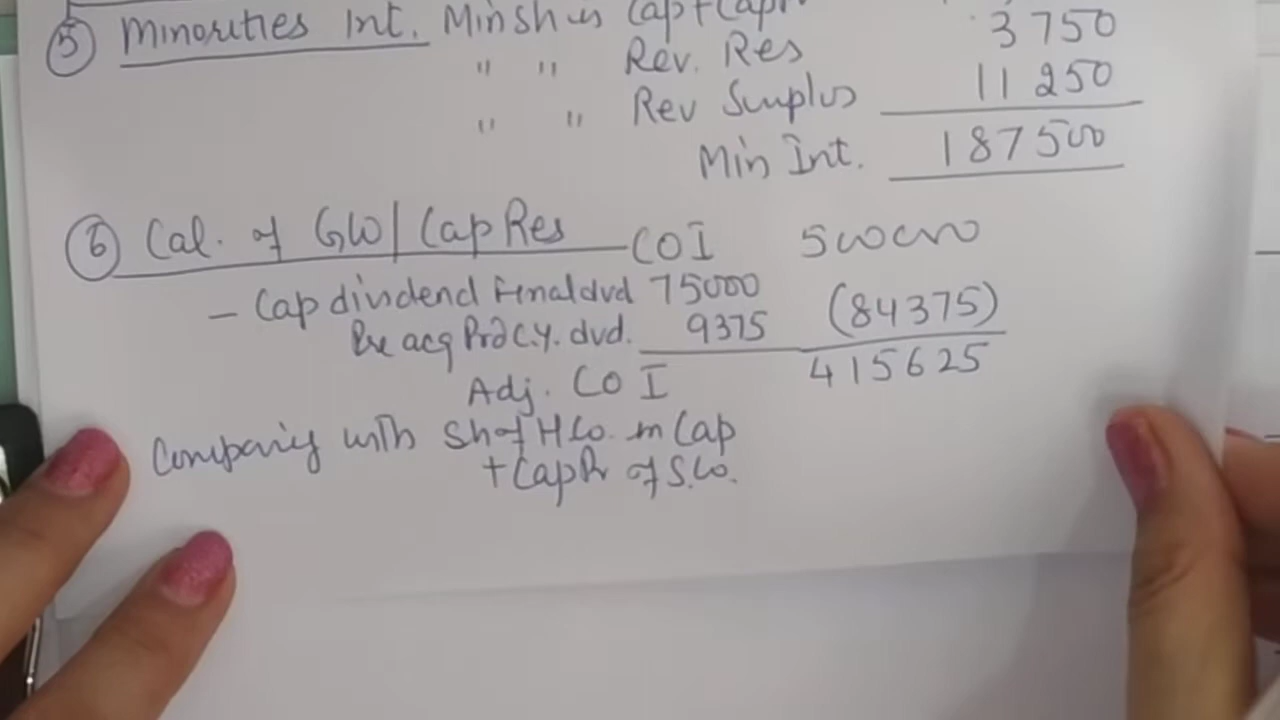 5 Minorities Int. Min Sh in Cap + Cap
" " Rev. Res 3750
" " Rev Surplus 11250
Min Int. 187500
6 Cal. of GW/Cap Res COI 500000
- Cap dividend Final dvd 75000
Pre acq Pr of C.Y. dvd. 9375 (84375)
Adj. COI 415625
Comparing with Sh of H Co. in Cap
+ Cap Pr of S.Co.